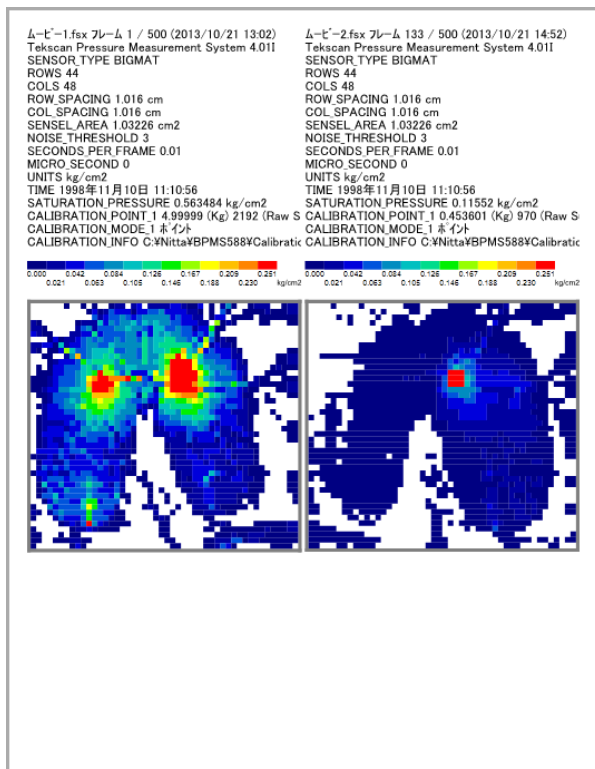 ムービー1.fsx フレーム 1 / 500 (2013/10/21 13:02)
Tekscan Pressure Measurement System 4.01I
SENSOR_TYPE BIGMAT
ROWS 44
COLS 48
ROW_SPACING 1.016 cm
COL_SPACING 1.016 cm
SENSEL_AREA 1.03226 cm2
NOISE_THRESHOLD 3
SECONDS_PER_FRAME 0.01
MICRO_SECOND 0
UNITS kg/cm2
TIME 1998年11月10日 11:10:56
SATURATION_PRESSURE 0.563484 kg/cm2
CALIBRATION_POINT_1 4.99999 (Kg) 2192 (Raw S
CALIBRATION_MODE_1 ポイント
CALIBRATION_INFO C:¥Nitta¥BPMS588¥Calibratic
0.000 0.042 0.084 0.126 0.167 0.209 0.251
0.021 0.063 0.105 0.146 0.188 0.230 kg/cm2
ムービー2.fsx フレーム 133 / 500 (2013/10/21 14:52)
Tekscan Pressure Measurement System 4.01I
SENSOR_TYPE BIGMAT
ROWS 44
COLS 48
ROW_SPACING 1.016 cm
COL_SPACING 1.016 cm
SENSEL_AREA 1.03226 cm2
NOISE_THRESHOLD 3
SECONDS_PER_FRAME 0.01
MICRO_SECOND 0
UNITS kg/cm2
TIME 1998年11月10日 11:10:56
SATURATION_PRESSURE 0.11552 kg/cm2
CALIBRATION_POINT_1 0.453601 (Kg) 970 (Raw S
CALIBRATION_MODE_1 ポイント
CALIBRATION_INFO C:¥Nitta¥BPMS588¥Calibratic
0.000 0.042 0.084 0.126 0.167 0.209 0.251
0.021 0.063 0.105 0.146 0.188 0.230 kg/cm2